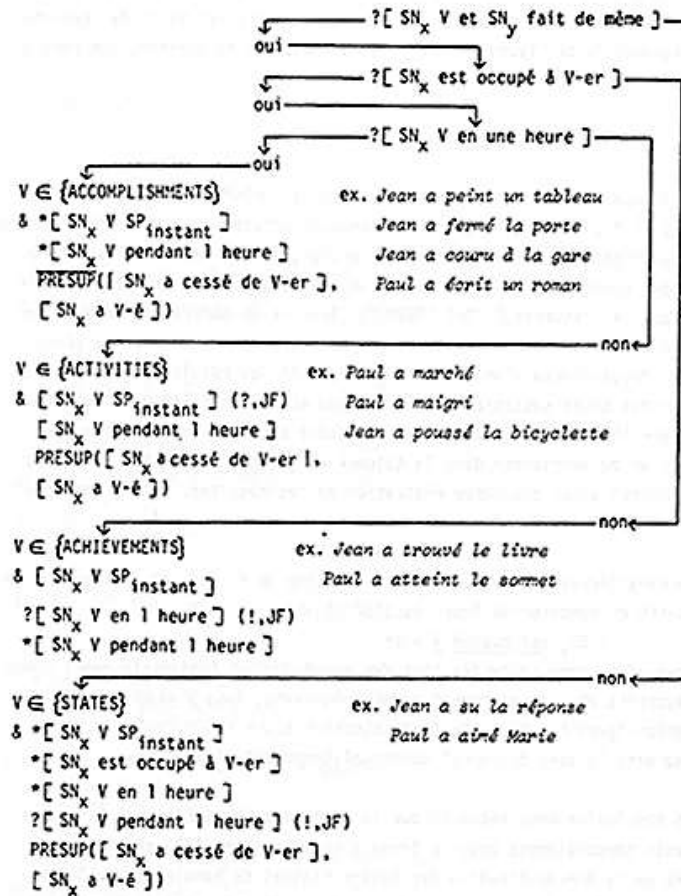 ?[ SNx V et SNy fait de même ]
oui
?[ SNx est occupé à V-er ]
oui
?[ SNx V en une heure ]
oui
V ∈ {ACCOMPLISHMENTS} ex. Jean a peint un tableau
& *[ SNx V SPinstant ] Jean a fermé la porte
*[ SNx V pendant 1 heure ] Jean a couru à la gare
PRESUP([ SNx a cessé de V-er ], Paul a écrit un roman
[ SNx a V-é ])
non
V ∈ {ACTIVITIES} ex. Paul a marché
& [ SNx V SPinstant ] (?,JF) Paul a maigri
[ SNx V pendant 1 heure ] Jean a poussé la bicyclette
PRESUP([ SNx a cessé de V-er ],
[ SNx a V-é ])
non
V ∈ {ACHIEVEMENTS} ex. Jean a trouvé le livre
& [ SNx V SPinstant ] Paul a atteint le sommet
?[ SNx V en 1 heure ] (!,JF)
*[ SNx V pendant 1 heure ]
non
V ∈ {STATES} ex. Jean a su la réponse
& *[ SNx V SPinstant ] Paul a aimé Marie
*[ SNx est occupé à V-er ]
*[ SNx V en 1 heure ]
?[ SNx V pendant 1 heure ] (!,JF)
PRESUP([ SNx a cessé de V-er ],
[ SNx a V-é ])